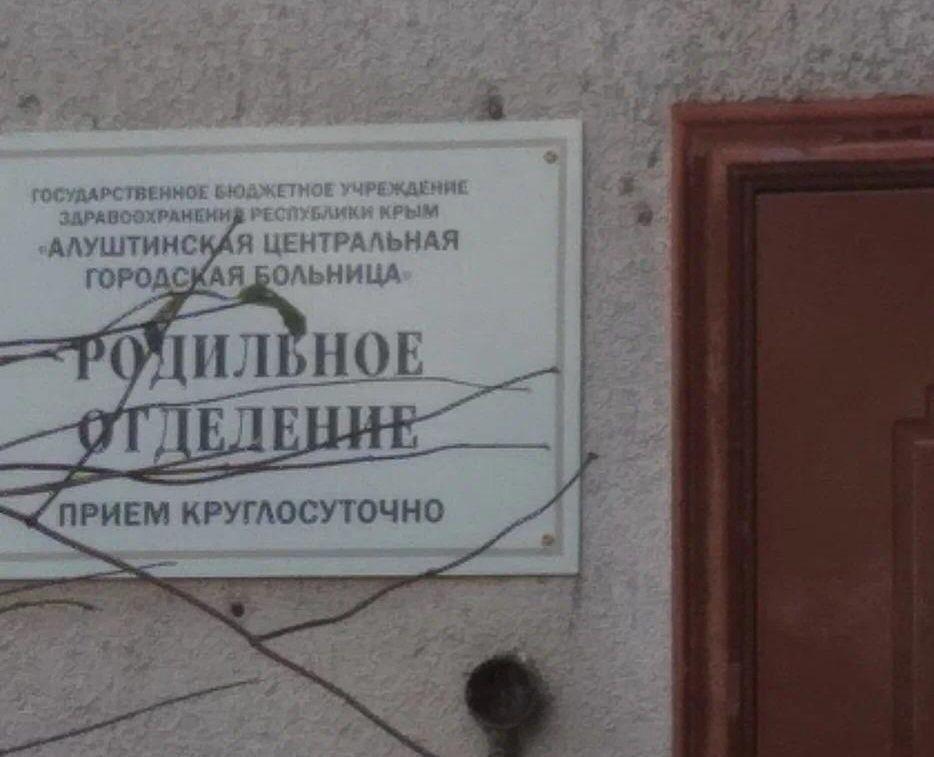 ГОСУДАРСТВЕННОЕ БЮДЖЕТНОЕ УЧРЕЖДЕНИЕ
ЗДРАВООХРАНЕНИЯ РЕСПУБЛИКИ КРЫМ
«АЛУШТИНСКАЯ ЦЕНТРАЛЬНАЯ
ГОРОДСКАЯ БОЛЬНИЦА»
РОДИЛЬНОЕ
ОТДЕЛЕНИЕ
ПРИЕМ КРУГЛОСУТОЧНО